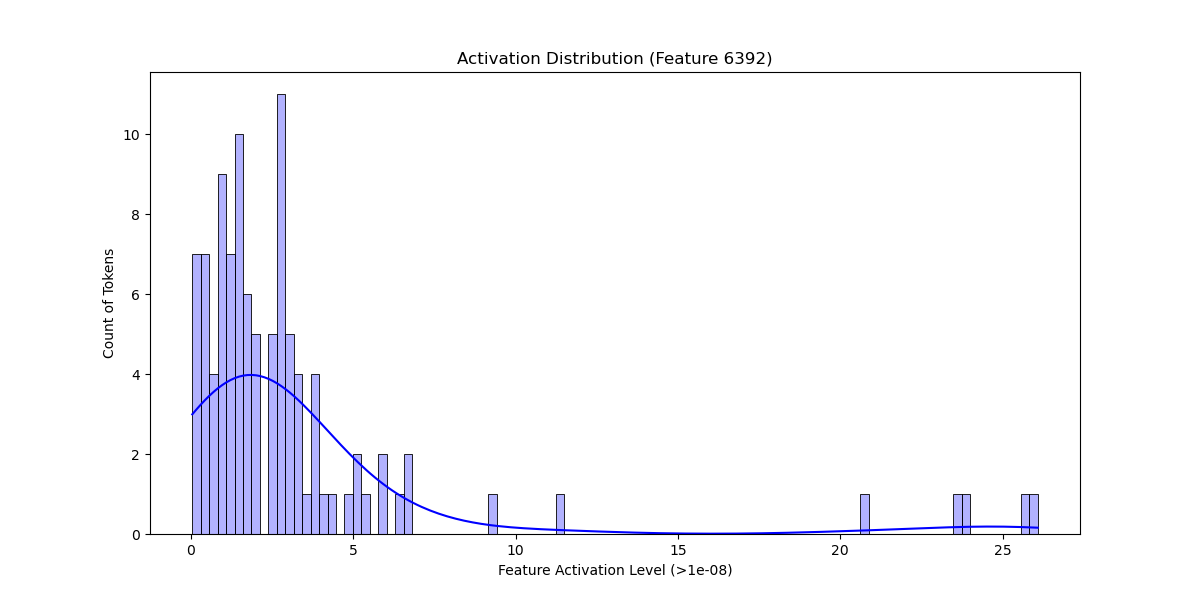 Activation Distribution (Feature 6392)
Count of Tokens
10
8
6
4
2
0
0 5 10 15 20 25
Feature Activation Level (>1e-08)